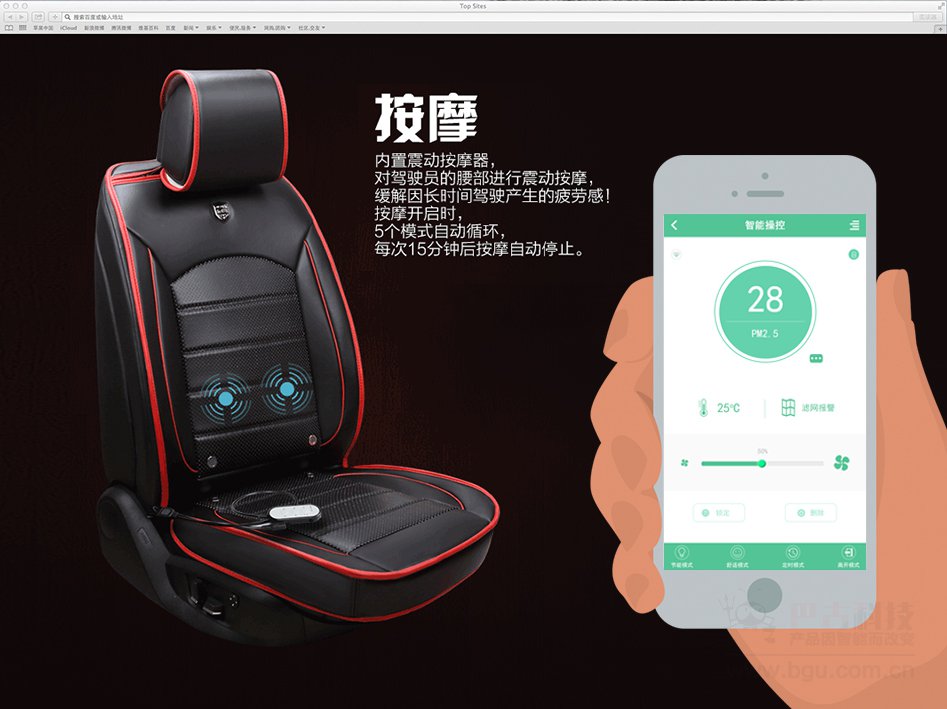 Top Sites
搜索百度或输入地址
阅读器
苹果中国 iCloud 新浪微博 腾讯微博 维基百科 百度 新闻 娱乐 便民.服务 网购.团购 社区.交友
按摩
内置震动按摩器，
对驾驶员的腰部进行震动按摩，
缓解因长时间驾驶产生的疲劳感！
按摩开启时，
5个模式自动循环，
每次15分钟后按摩自动停止。
智能操控
28
PM2.5
25℃ 滤网报警
50%
锁定 删除
节能模式 舒适模式 定时模式 离开模式
巴古科技
产品因智能而改变
www.bgu.com.cn